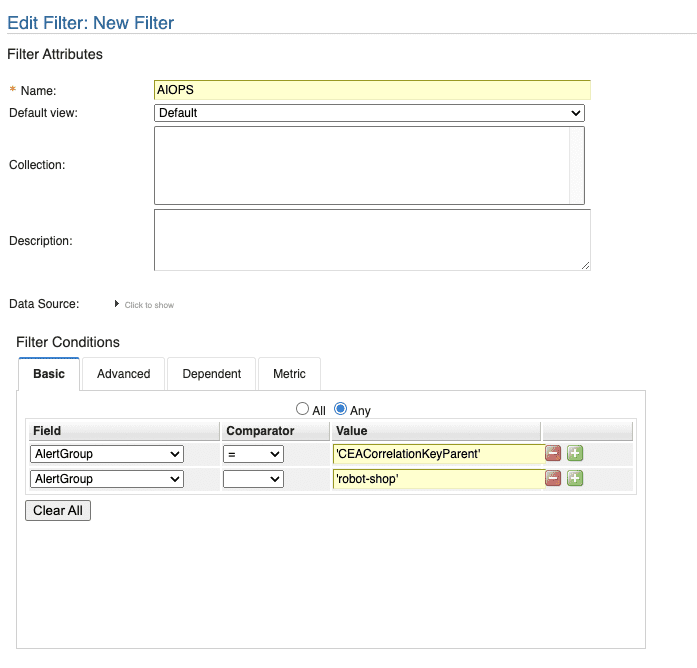 Edit Filter: New Filter
Filter Attributes
* Name: AIOPS
Default view: Default
Collection:
Description:
Data Source: Click to show
Filter Conditions
Basic Advanced Dependent Metric
All Any
Field Comparator Value
AlertGroup = 'CEACorrelationKeyParent'
AlertGroup 'robot-shop'
Clear All